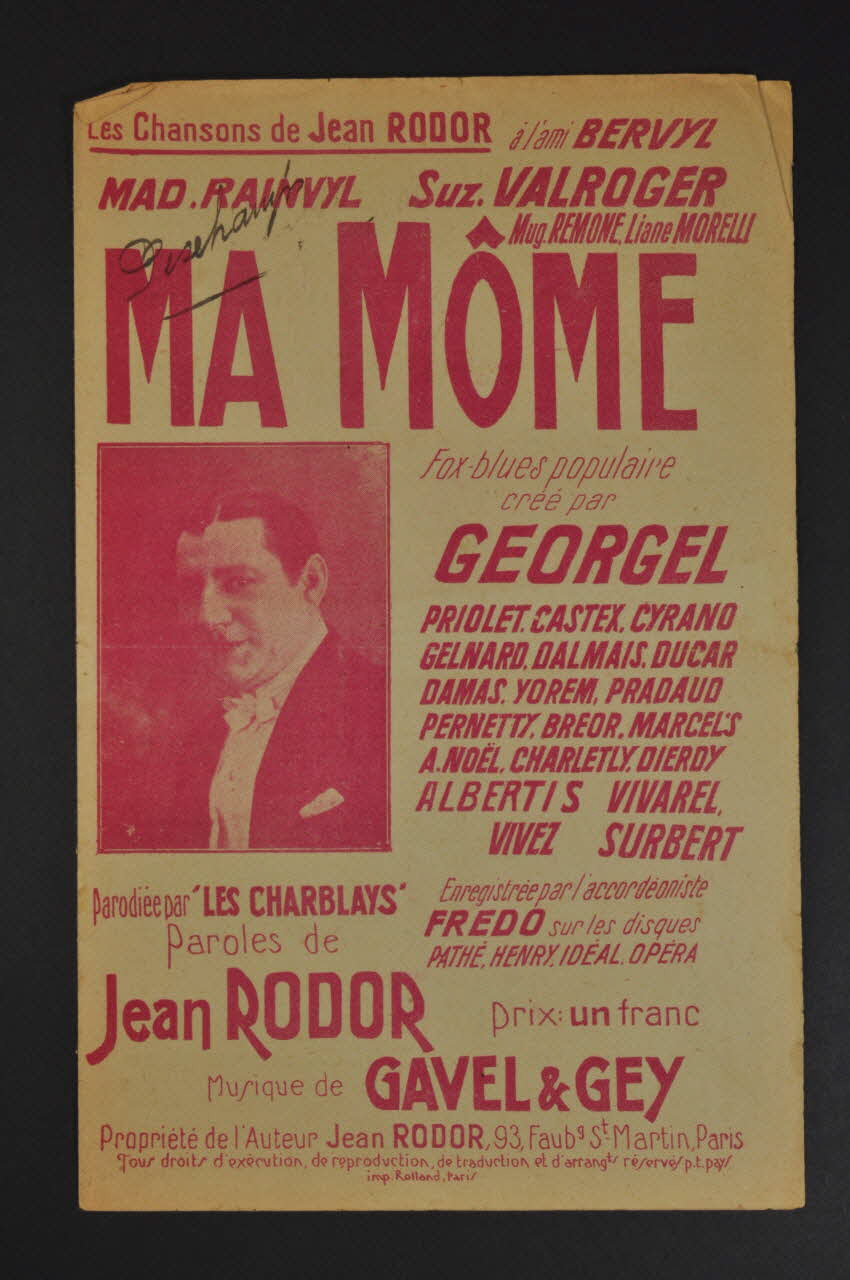 Les Chansons de Jean RODOR à l'ami BERVYL
MAD. RAINVYL Suz. VALROGER
Mug. REMONE, Liane MORELLI
Deschamps
MA MÔME
Fox-blues populaire
créé par
GEORGEL
PRIOLET. CASTEX. CYRANO
GELNARD. DALMAIS. DUCAR
DAMAS. YOREM, PRADAUD
PERNETTY, BREOR. MARCEL'S
A. NOËL, CHARLETLY. DIERDY
ALBERTIS VIVAREL,
VIVEZ SURBERT
Parodiée par "LES CHARBLAYS"
Enregistrée par l'accordéoniste
FREDO sur les disques
PATHÉ, HENRY, IDÉAL. OPÉRA
Paroles de
Jean RODOR
prix: un franc
Musique de GAVEL & GEY
Propriété de l'Auteur Jean RODOR, 93, Faubg St-Martin, Paris
Tous droits d'exécution, de reproduction, de traduction et d'arrangts réservés p.t. pays
imp. Rolland, Paris